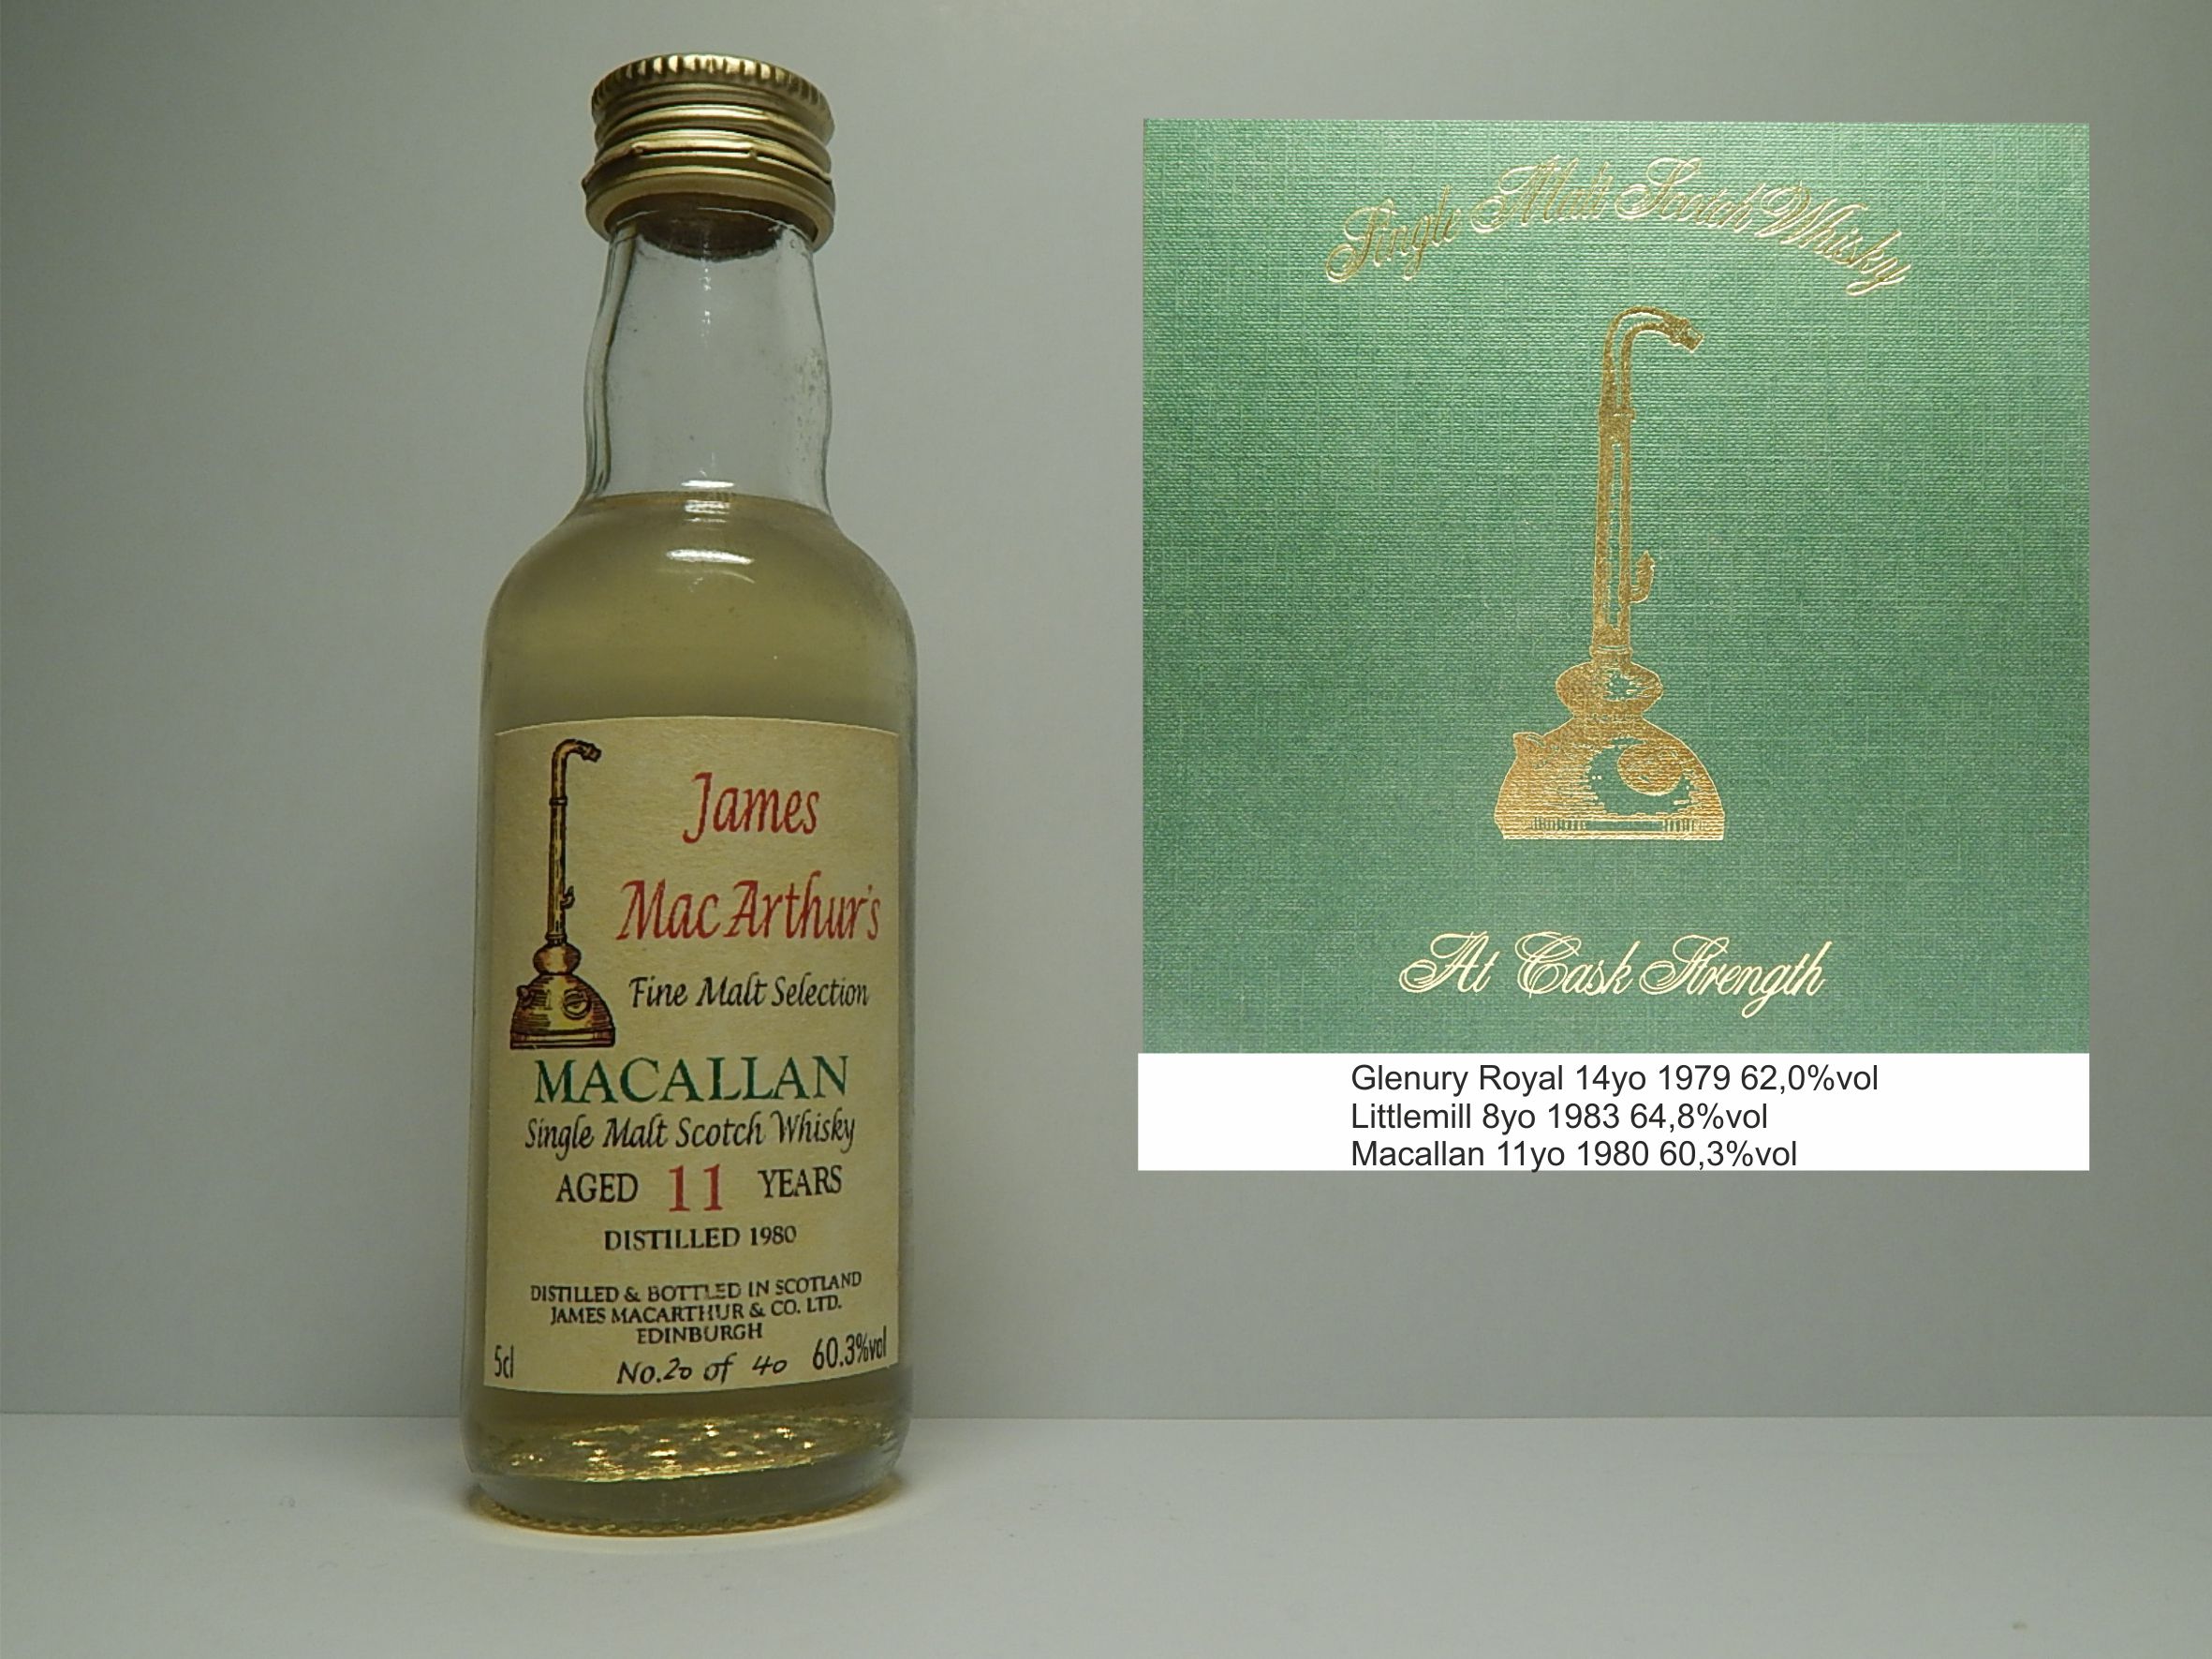 James
Mac Arthur's
Fine Malt Selection
MACALLAN
Single Malt Scotch Whisky
AGED 11 YEARS
DISTILLED 1980
DISTILLED & BOTTLED IN SCOTLAND
JAMES MACARTHUR & CO. LTD.
EDINBURGH
5cl No.20 of 40 60.3%vol
Single Malt Scotch Whisky
At Cask Strength
Glenury Royal 14yo 1979 62,0%vol
Littlemill 8yo 1983 64,8%vol
Macallan 11yo 1980 60,3%vol